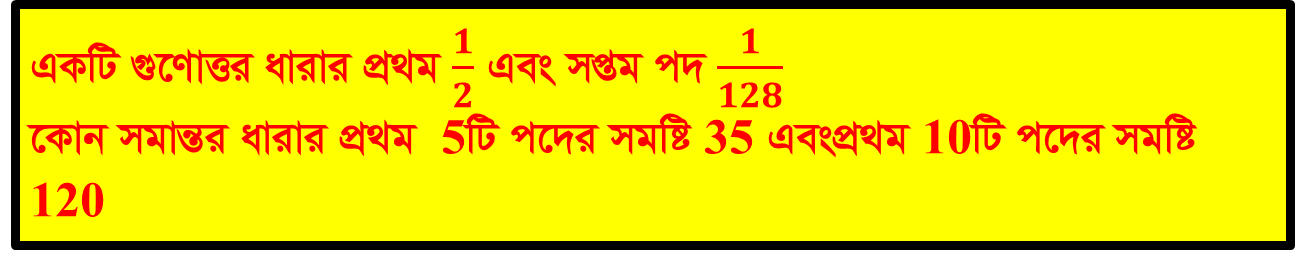 একটি গুণোত্তর ধারার প্রথম 1/2 এবং সপ্তম পদ 1/128
কোন সমান্তর ধারার প্রথম 5টি পদের সমষ্টি 35 এবংপ্রথম 10টি পদের সমষ্টি
120